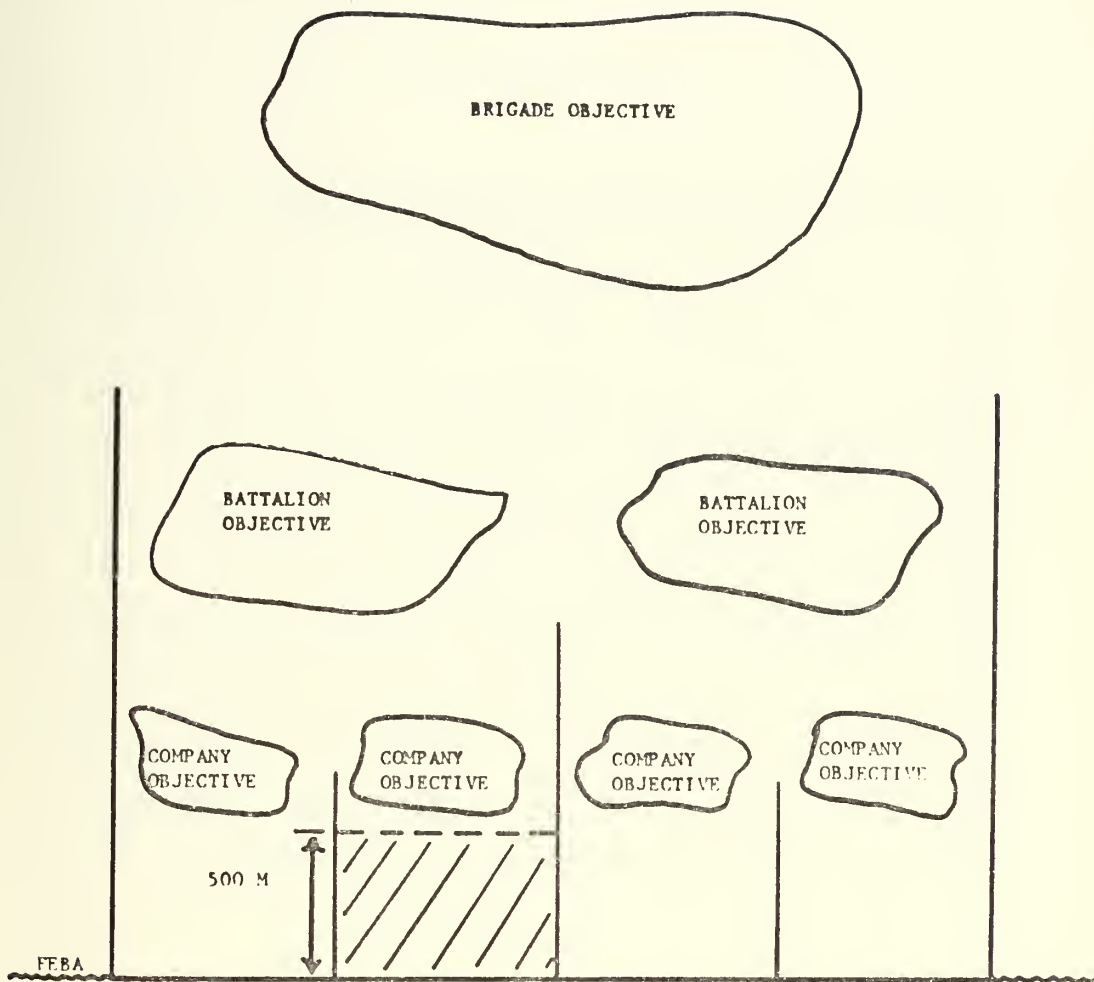 BRIGADE OBJECTIVE
BATTALION
OBJECTIVE
BATTALION
OBJECTIVE
COMPANY
OBJECTIVE
COMPANY
OBJECTIVE
COMPANY
OBJECTIVE
COMPANY
OBJECTIVE
500 M
FEBA